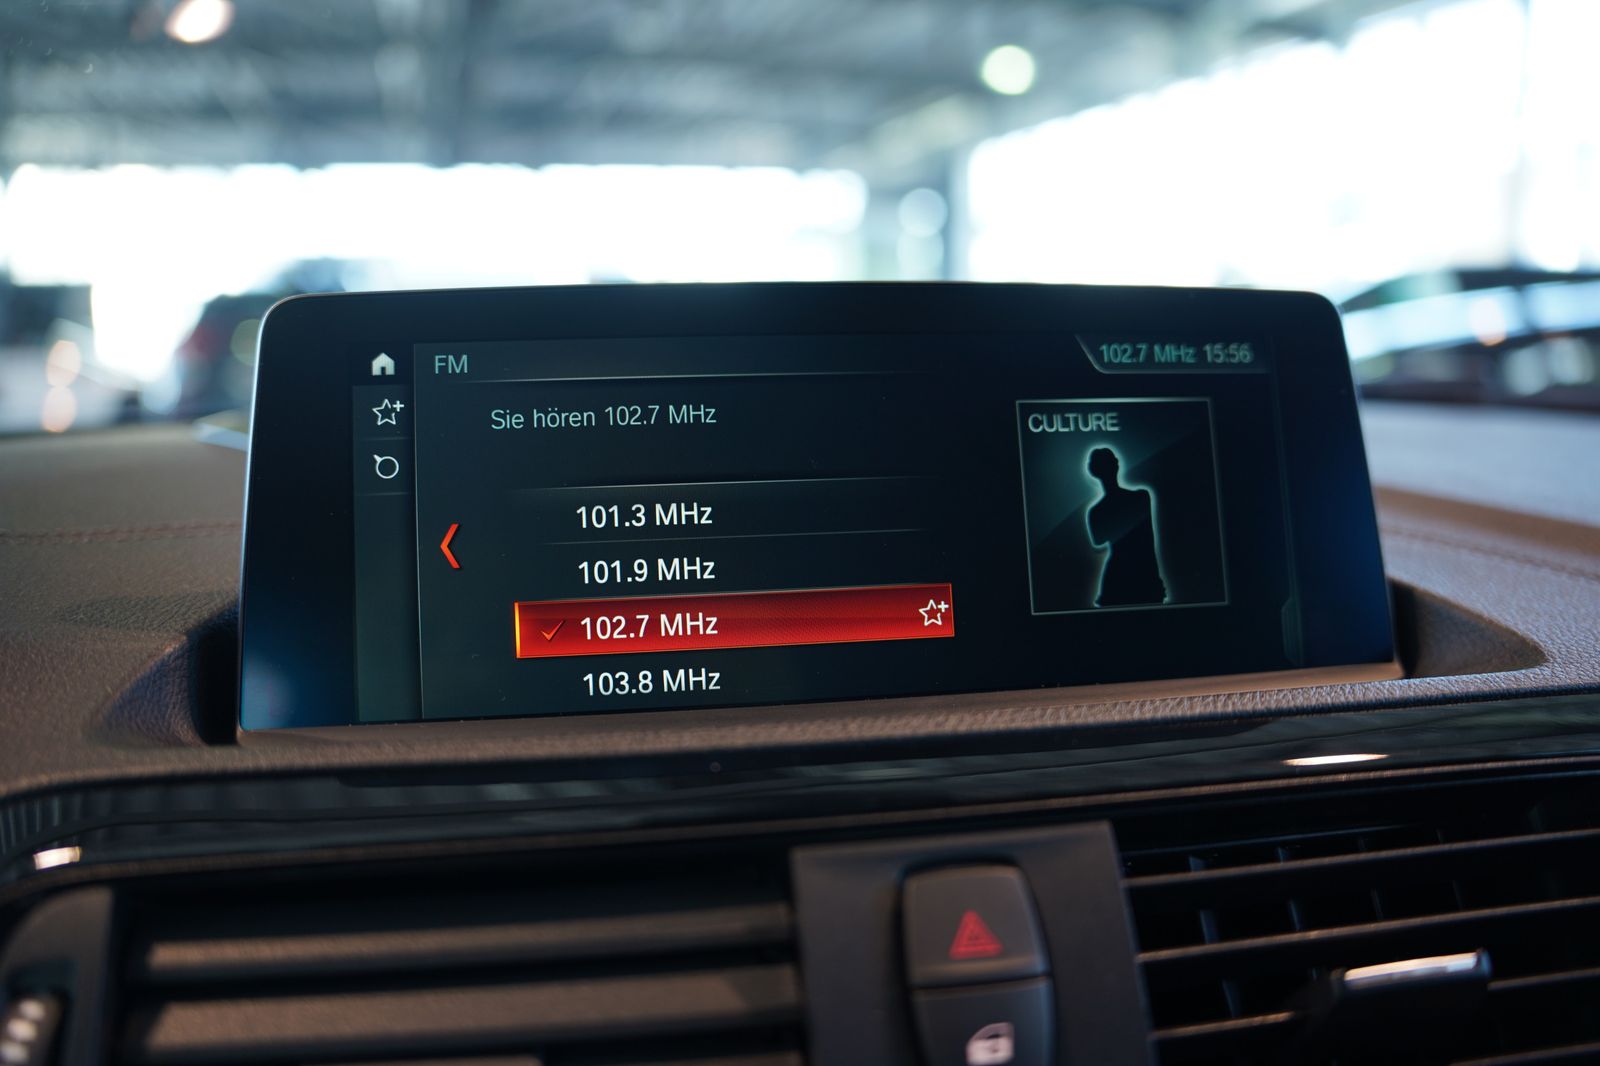 FM
102.7 MHz 15:56
Sie hören 102.7 MHz
CULTURE
101.3 MHz
101.9 MHz
102.7 MHz
103.8 MHz